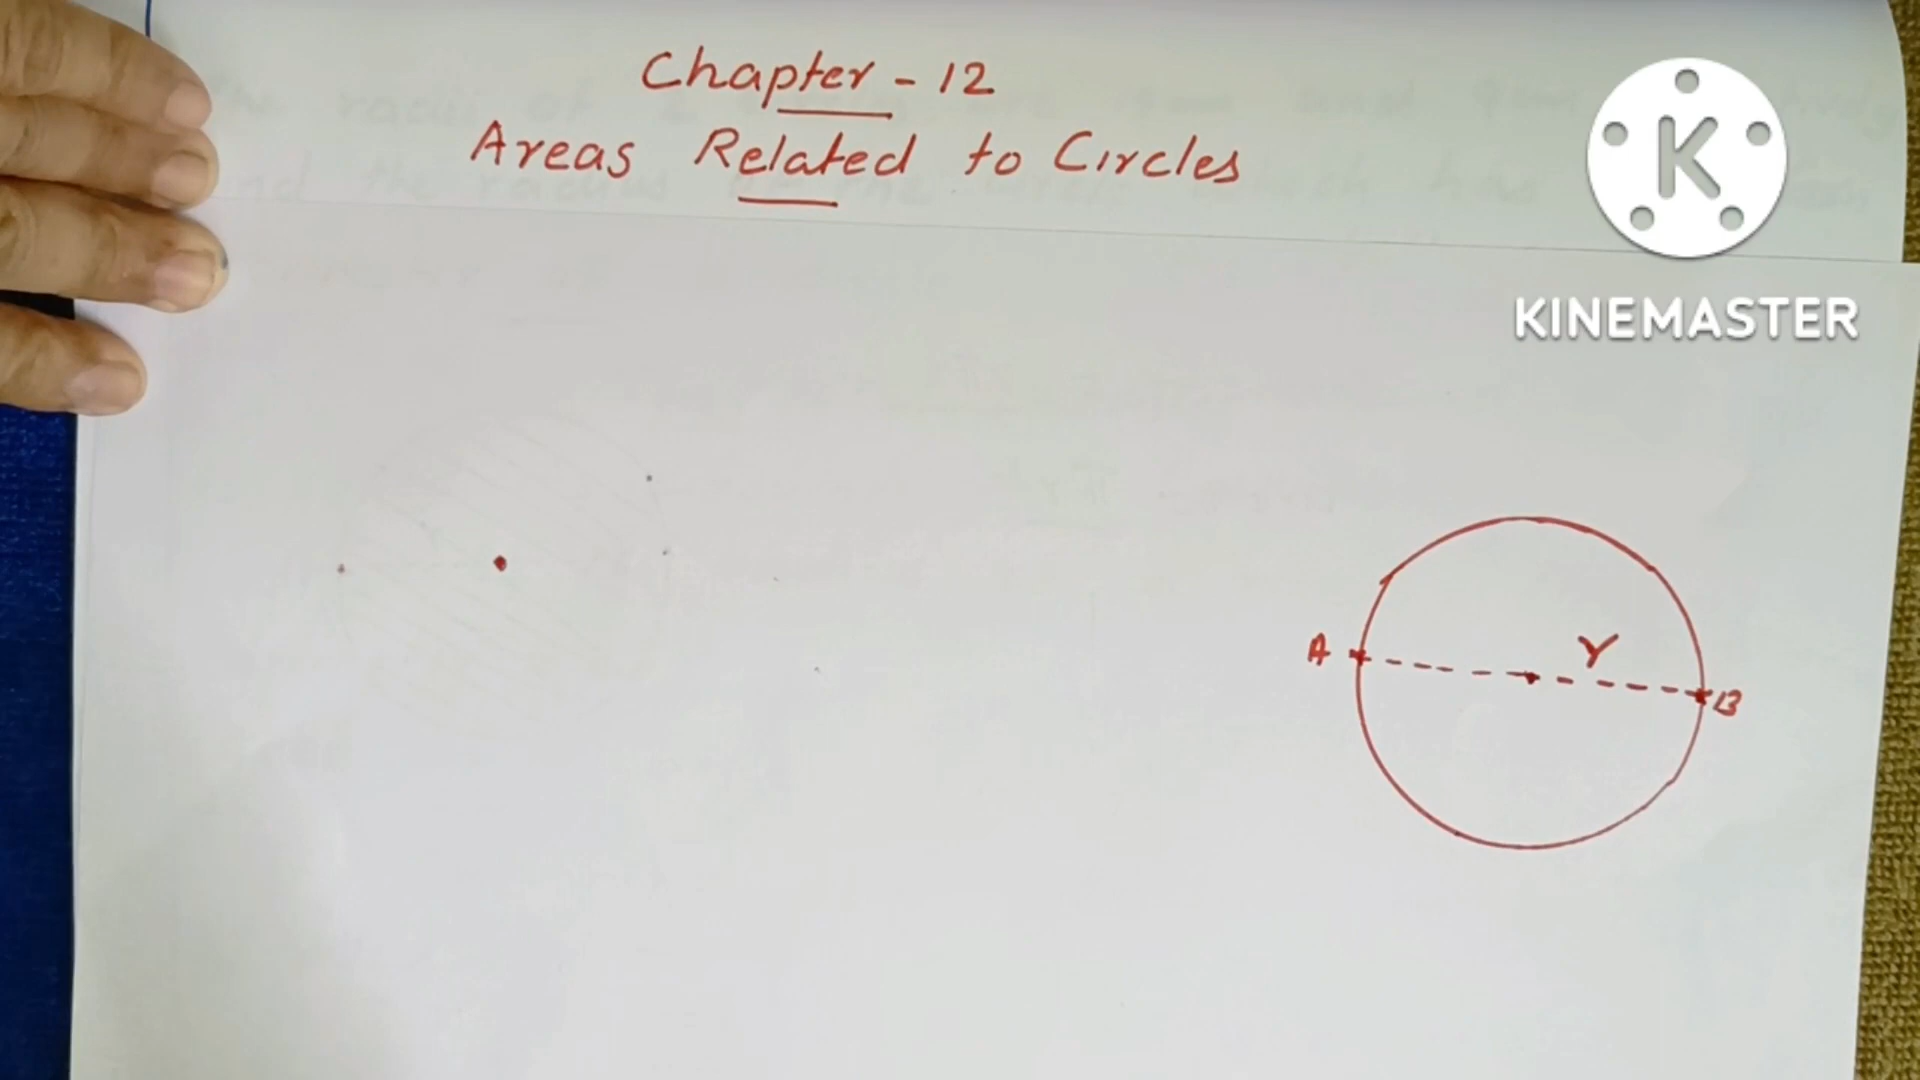 Chapter - 12
Areas Related to Circles
K
KINEMASTER
A
r
B